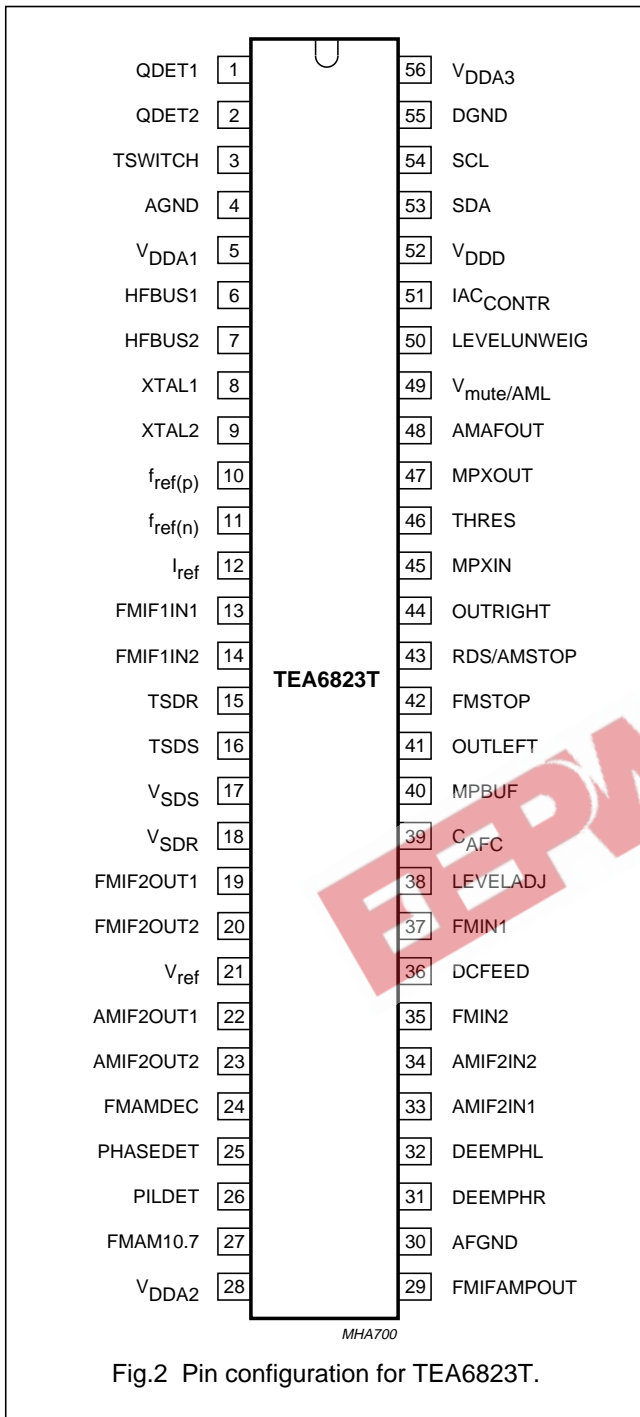 QDET1 1 56 VDDA3
QDET2 2 55 DGND
TSWITCH 3 54 SCL
AGND 4 53 SDA
VDDA1 5 52 VDDD
HFBUS1 6 51 IACCONTR
HFBUS2 7 50 LEVELUNWEIG
XTAL1 8 49 Vmute/AML
XTAL2 9 48 AMAFOUT
fref(p) 10 47 MPXOUT
fref(n) 11 46 THRES
Iref 12 45 MPXIN
FMIF1IN1 13 44 OUTRIGHT
FMIF1IN2 14 43 RDS/AMSTOP
TEA6823T
TSDR 15 42 FMSTOP
TSDS 16 41 OUTLEFT
VSDS 17 40 MPBUF
VSDR 18 39 CAFC
FMIF2OUT1 19 38 LEVELADJ
FMIF2OUT2 20 37 FMIN1
Vref 21 36 DCFEED
AMIF2OUT1 22 35 FMIN2
AMIF2OUT2 23 34 AMIF2IN2
FMAMDEC 24 33 AMIF2IN1
PHASEDET 25 32 DEEMPHL
PILDET 26 31 DEEMPHR
FMAM10.7 27 30 AFGND
VDDA2 28 29 FMIFAMPOUT
MHA700
Fig.2 Pin configuration for TEA6823T.